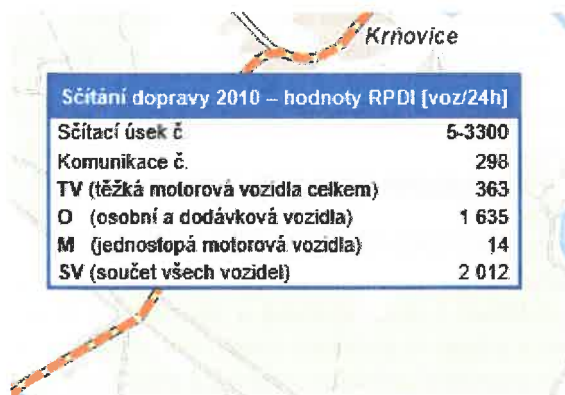 Krňovice
Sčítání dopravy 2010 – hodnoty RPDI [voz/24h]
Sčítací úsek č. 5-3300
Komunikace č. 298
TV (těžká motorová vozidla celkem) 363
O (osobní a dodávková vozidla) 1 635
M (jednostopá motorová vozidla) 14
SV (součet všech vozidel) 2 012